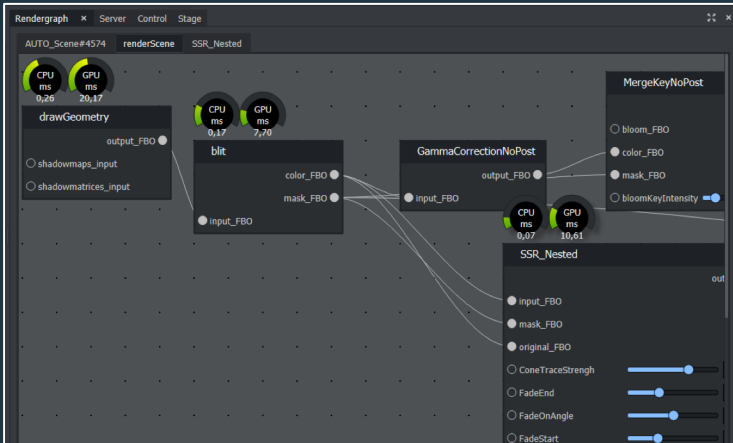 Rendergraph × Server Control Stage ×
AUTO_Scene#4574 renderScene SSR_Nested
CPU ms 0,26
GPU ms 20,17
drawGeometry
output_FBO
shadowmaps_input
shadowmatrices_input
CPU ms 0,17
GPU ms 7,70
blit
color_FBO
mask_FBO
input_FBO
GammaCorrectionNoPost
output_FBO
input_FBO
MergeKeyNoPost
bloom_FBO
color_FBO
mask_FBO
bloomKeyIntensity
CPU ms 0,07
GPU ms 10,61
SSR_Nested
out
input_FBO
mask_FBO
original_FBO
ConeTraceStrengh
FadeEnd
FadeOnAngle
FadeStart